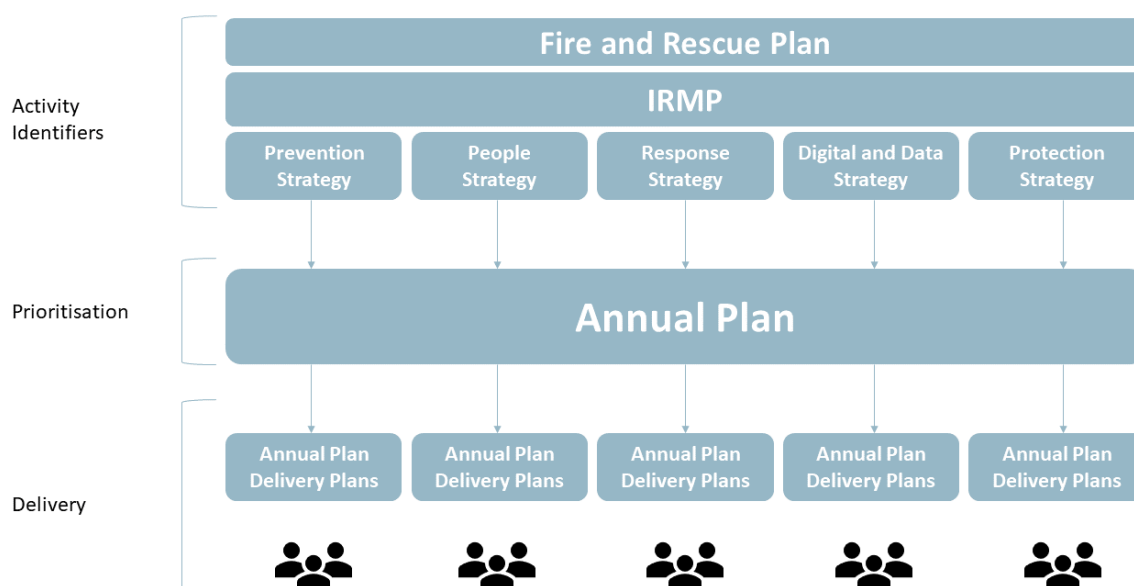 Fire and Rescue Plan
Activity
Identifiers
IRMP
Prevention
Strategy
People
Strategy
Response
Strategy
Digital and Data
Strategy
Protection
Strategy
Prioritisation
Annual Plan
Delivery
Annual Plan
Delivery Plans
Annual Plan
Delivery Plans
Annual Plan
Delivery Plans
Annual Plan
Delivery Plans
Annual Plan
Delivery Plans